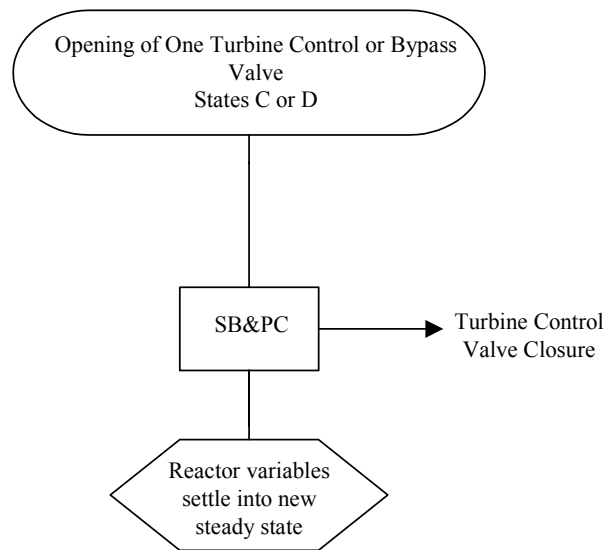 Opening of One Turbine Control or Bypass
Valve
States C or D
SB&PC
Turbine Control
Valve Closure
Reactor variables
settle into new
steady state